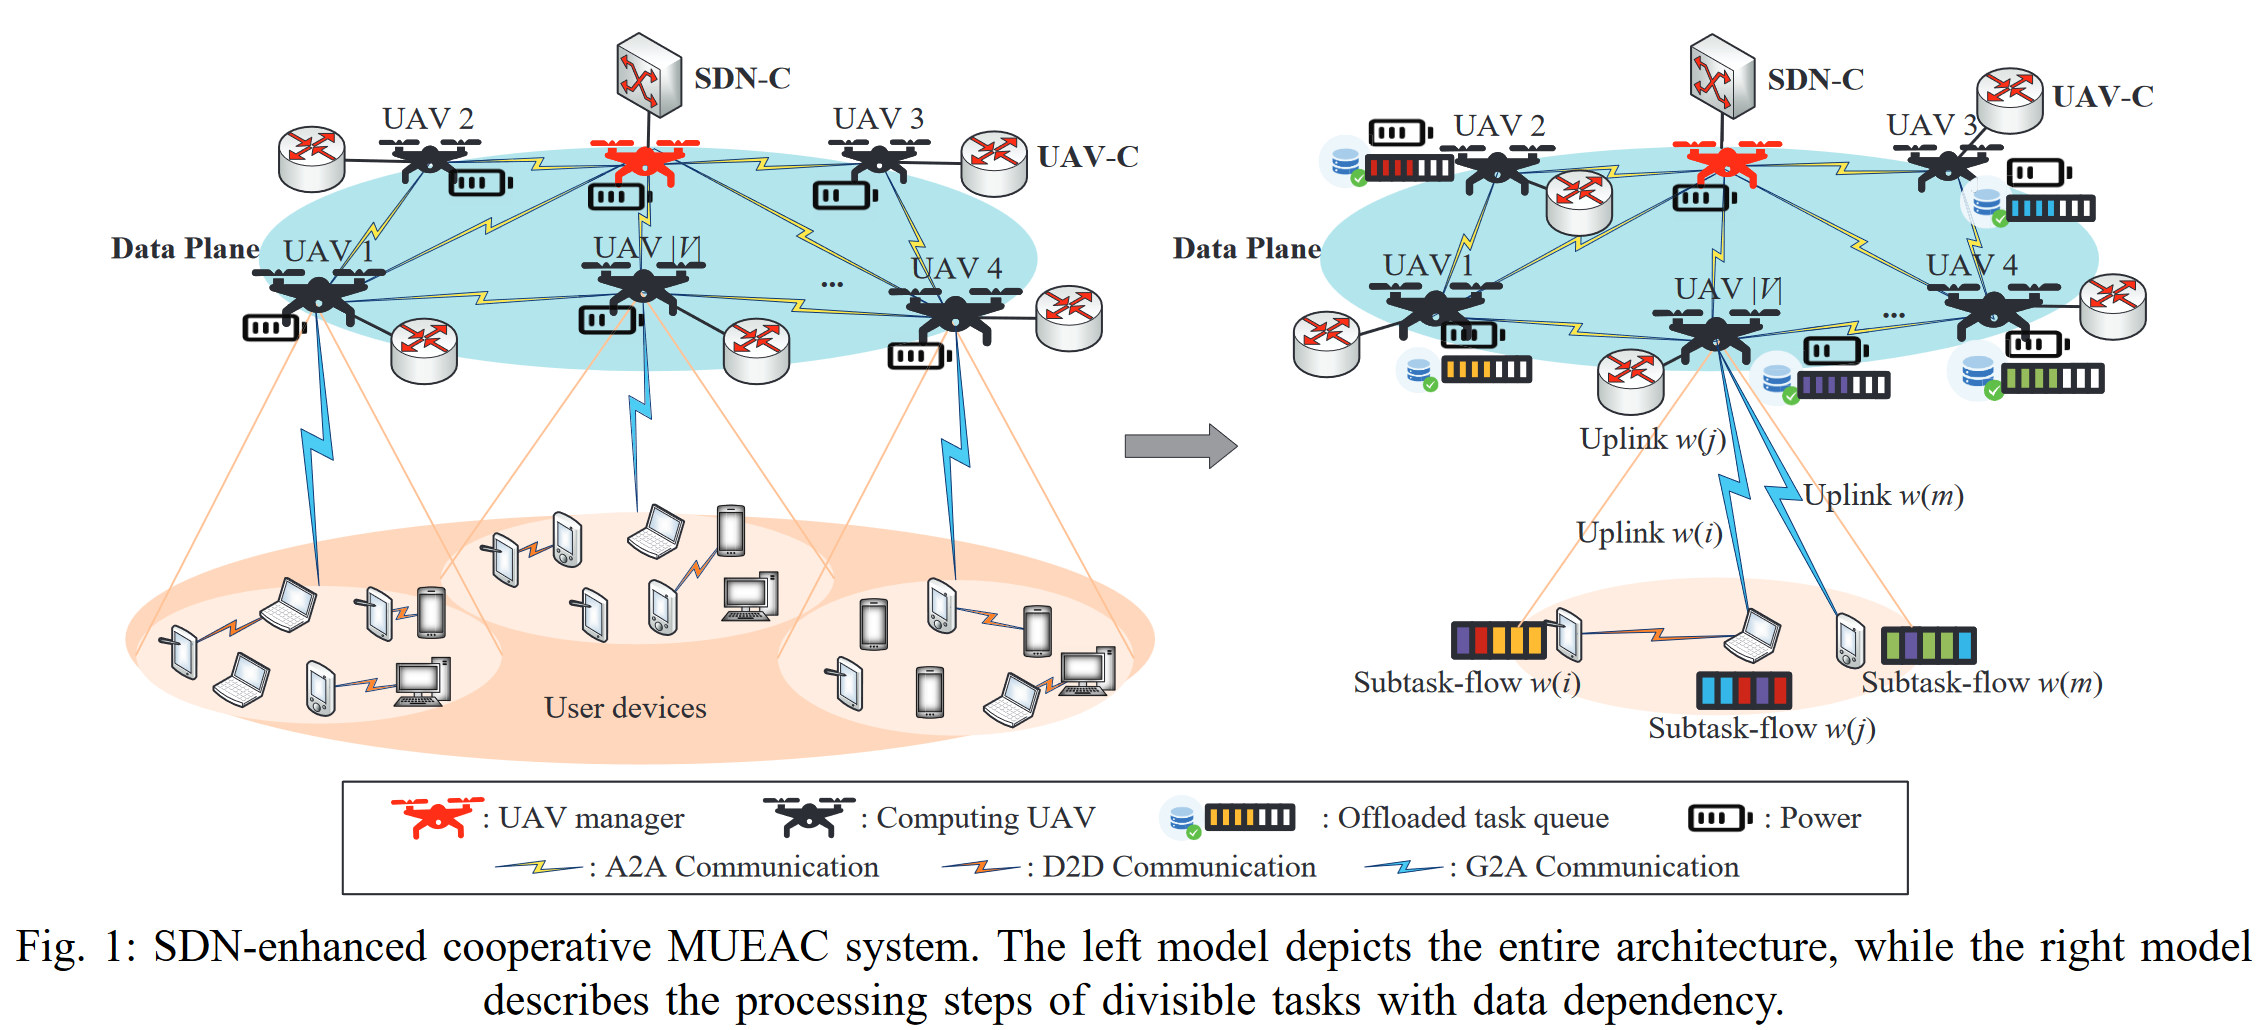 SDN-C
UAV 2
UAV 3
UAV-C
Data Plane
UAV 1
UAV |V|
UAV 4
...
User devices
SDN-C
UAV-C
UAV 2
UAV 3
Data Plane
UAV 1
UAV |V|
UAV 4
...
Uplink w(j)
Uplink w(m)
Uplink w(i)
Subtask-flow w(i)
Subtask-flow w(m)
Subtask-flow w(j)
: UAV manager
: Computing UAV
: Offloaded task queue
: Power
: A2A Communication
: D2D Communication
: G2A Communication
Fig. 1: SDN-enhanced cooperative MUEAC system. The left model depicts the entire architecture, while the right model
describes the processing steps of divisible tasks with data dependency.